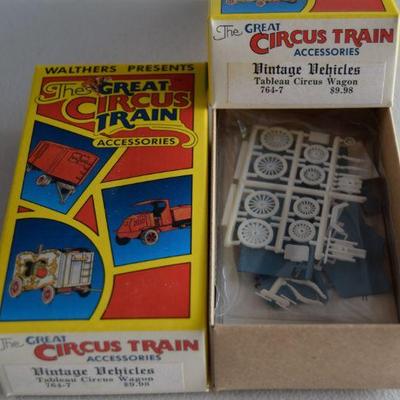 The GREAT
CIRCUS TRAIN
ACCESSORIES
Vintage Vehicles
Tableau Circus Wagon
764-7 $9.98
WALTHERS PRESENTS
The GREAT
CIRCUS
TRAIN
ACCESSORIES
The GREAT
CIRCUS TRAIN
ACCESSORIES
Vintage Vehicles
Tableau Circus Wagon
764-7 $9.98